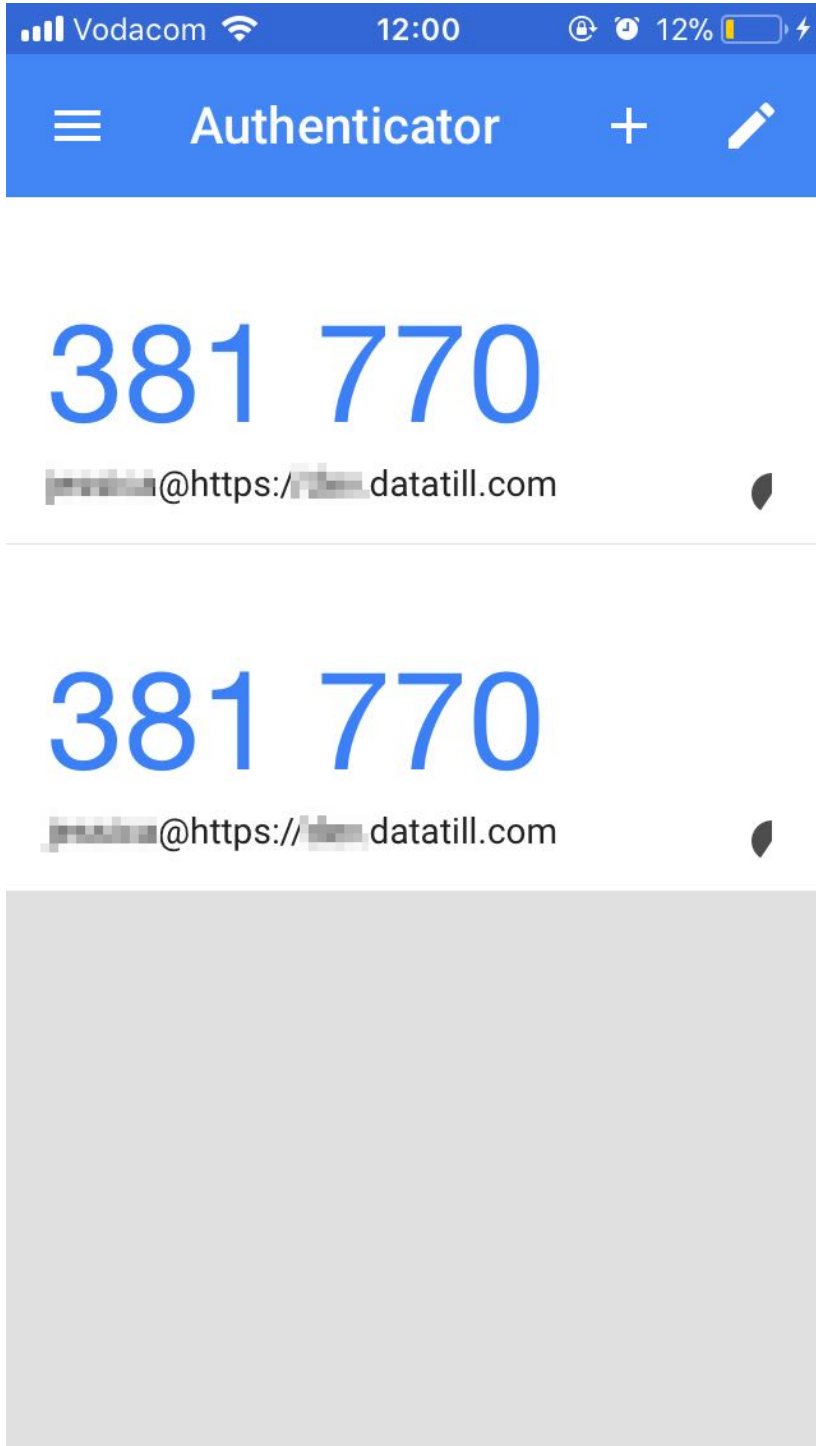 Vodacom 12:00 12%
Authenticator
381 770
@https:/ datatill.com
381 770
@https:// datatill.com